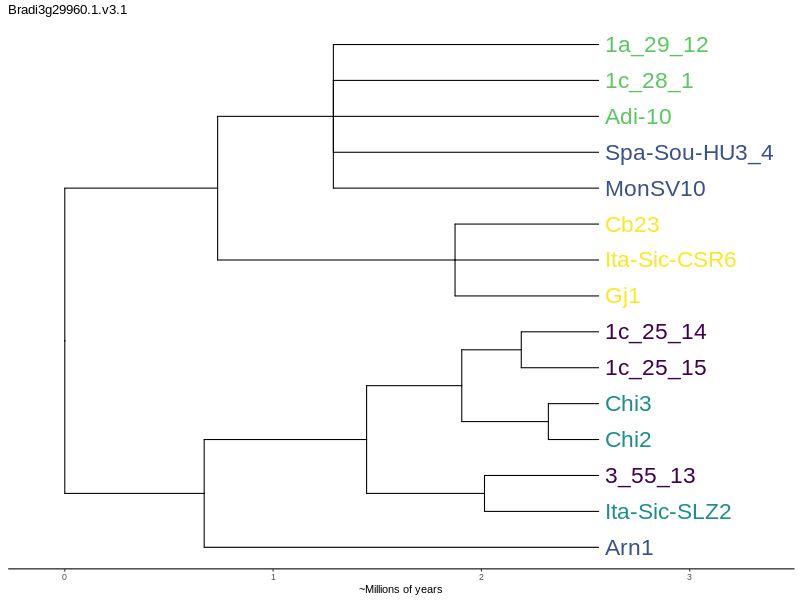 Bradi3g29960.1.v3.1
1a_29_12
1c_28_1
Adi-10
Spa-Sou-HU3_4
MonSV10
Cb23
Ita-Sic-CSR6
Gj1
1c_25_14
1c_25_15
Chi3
Chi2
3_55_13
Ita-Sic-SLZ2
Arn1
0 1 2 3
~Millions of years